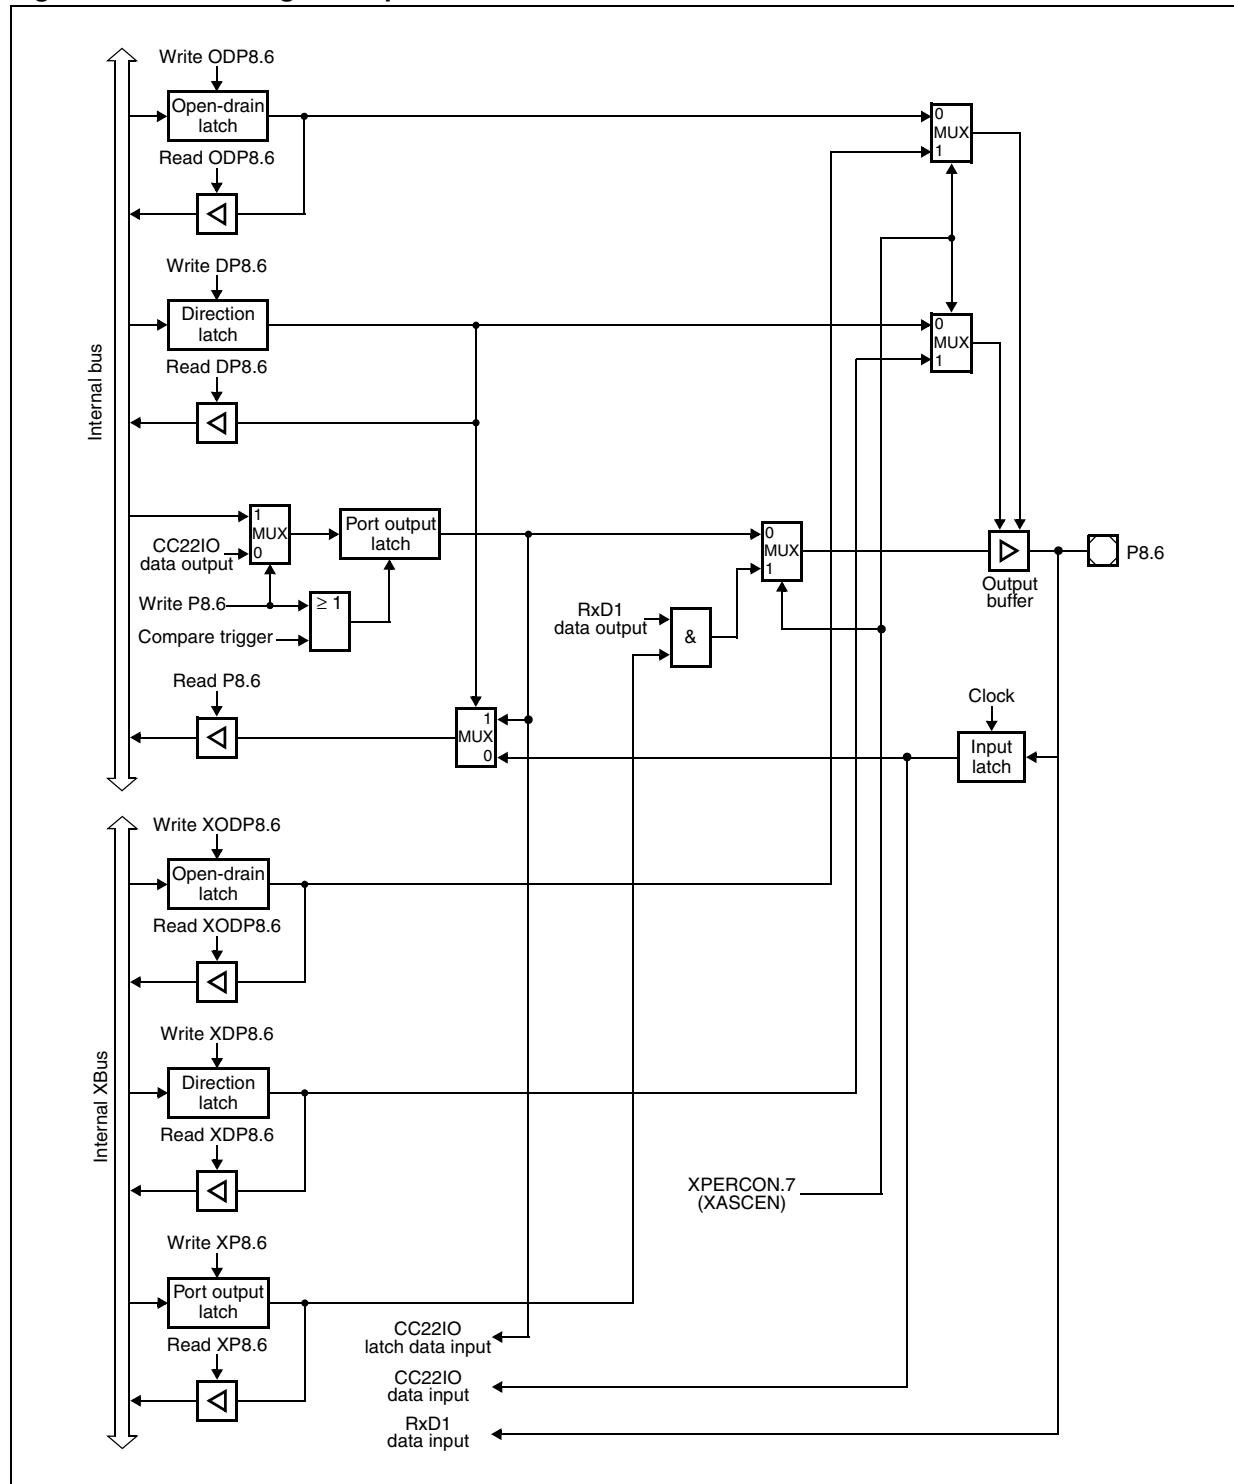 Write ODP8.6
Open-drain
latch
0
MUX
1
Read ODP8.6
Write DP8.6
Direction
latch
0
MUX
1
Read DP8.6
Internal bus
1
MUX
0
CC22IO
data output
Port output
latch
0
MUX
1
P8.6
Output
buffer
Write P8.6
≥ 1
Compare trigger
RxD1
data output
&
Read P8.6
1
MUX
0
Clock
Input
latch
Write XODP8.6
Open-drain
latch
Read XODP8.6
Write XDP8.6
Internal XBus
Direction
latch
Read XDP8.6
XPERCON.7
(XASCEN)
Write XP8.6
Port output
latch
Read XP8.6
CC22IO
latch data input
CC22IO
data input
RxD1
data input